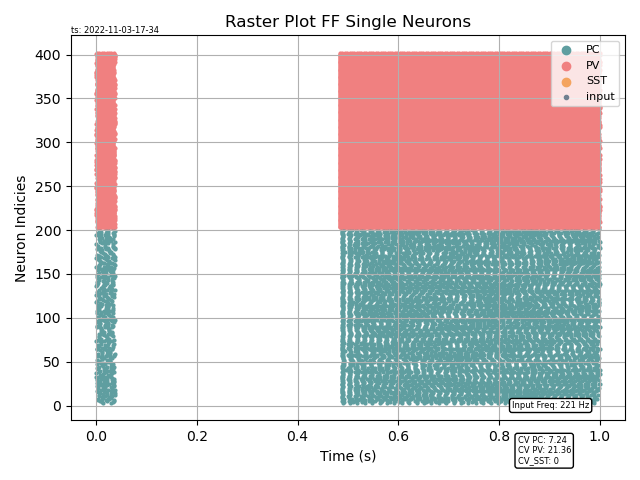 Raster Plot FF Single Neurons
ts: 2022-11-03-17-34
PC
PV
SST
input
Neuron Indicies
400
350
300
250
200
150
100
50
0
Input Freq: 221 Hz
0.0 0.2 0.4 0.6 0.8 1.0
Time (s)
CV PC: 7.24
CV PV: 21.36
CV_SST: 0